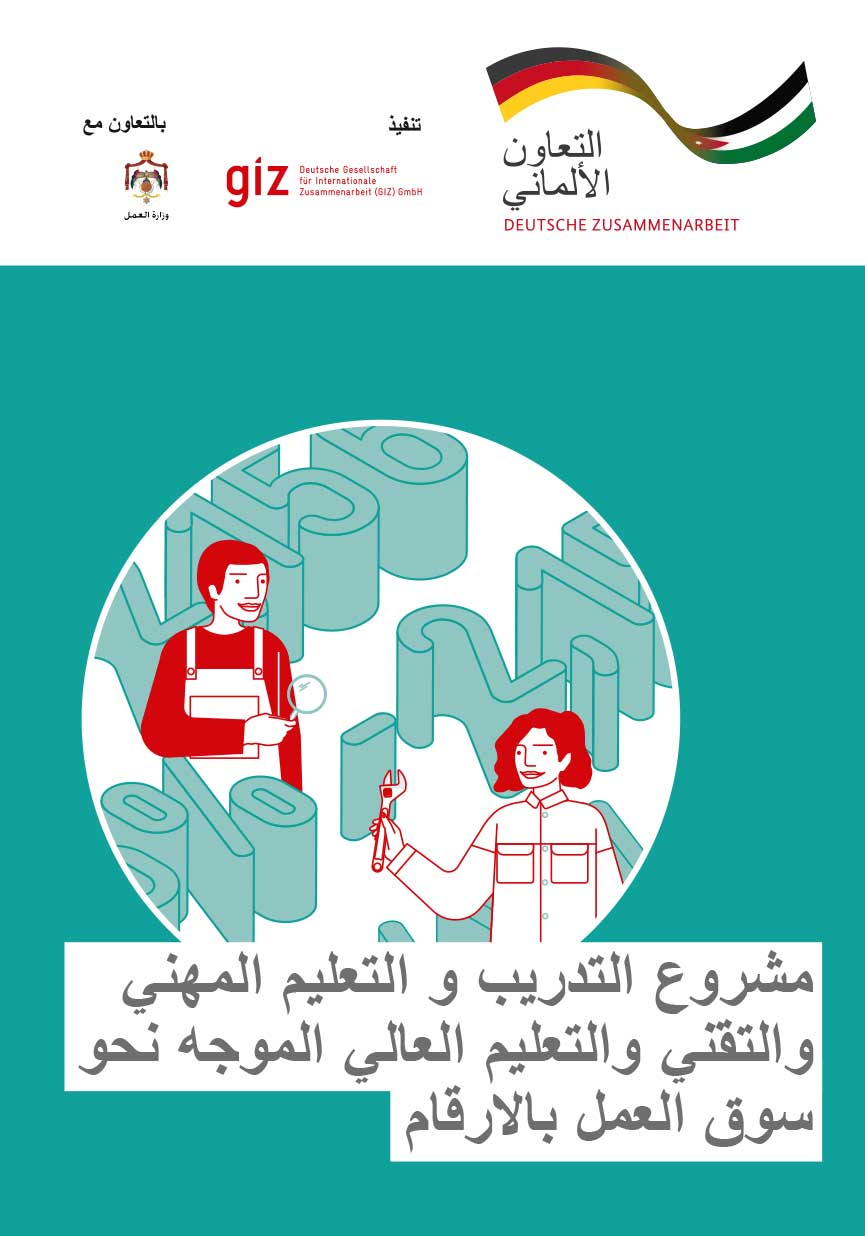 التعاون
الألماني
DEUTSCHE ZUSAMMENARBEIT
تنفيذ
giz
Deutsche Gesellschaft
für Internationale
Zusammenarbeit (GIZ) GmbH
بالتعاون مع
وزارة العمل
مشروع التدريب و التعليم المهني
والتقني والتعليم العالي الموجه نحو
سوق العمل بالارقام